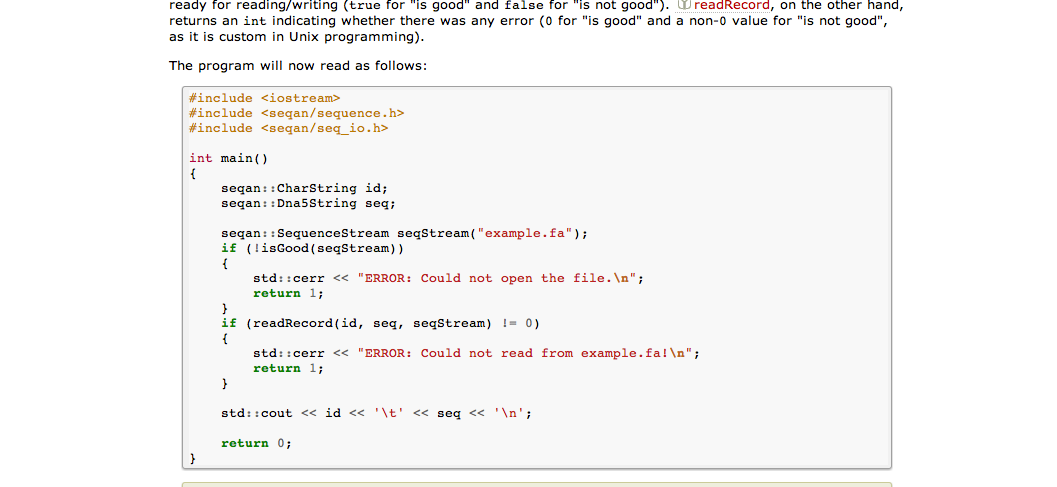 ready for reading/writing (true for "is good" and false for "is not good"). readRecord, on the other hand,
returns an int indicating whether there was any error (0 for "is good" and a non-0 value for "is not good",
as it is custom in Unix programming).
The program will now read as follows:
#include <iostream>
#include <seqan/sequence.h>
#include <seqan/seq_io.h>
int main()
{
    seqan::CharString id;
    seqan::Dna5String seq;
    seqan::SequenceStream seqStream("example.fa");
    if (!isGood(seqStream))
    {
        std::cerr << "ERROR: Could not open the file.\n";
        return 1;
    }
    if (readRecord(id, seq, seqStream) != 0)
    {
        std::cerr << "ERROR: Could not read from example.fa!\n";
        return 1;
    }
    std::cout << id << '\t' << seq << '\n';
    return 0;
}